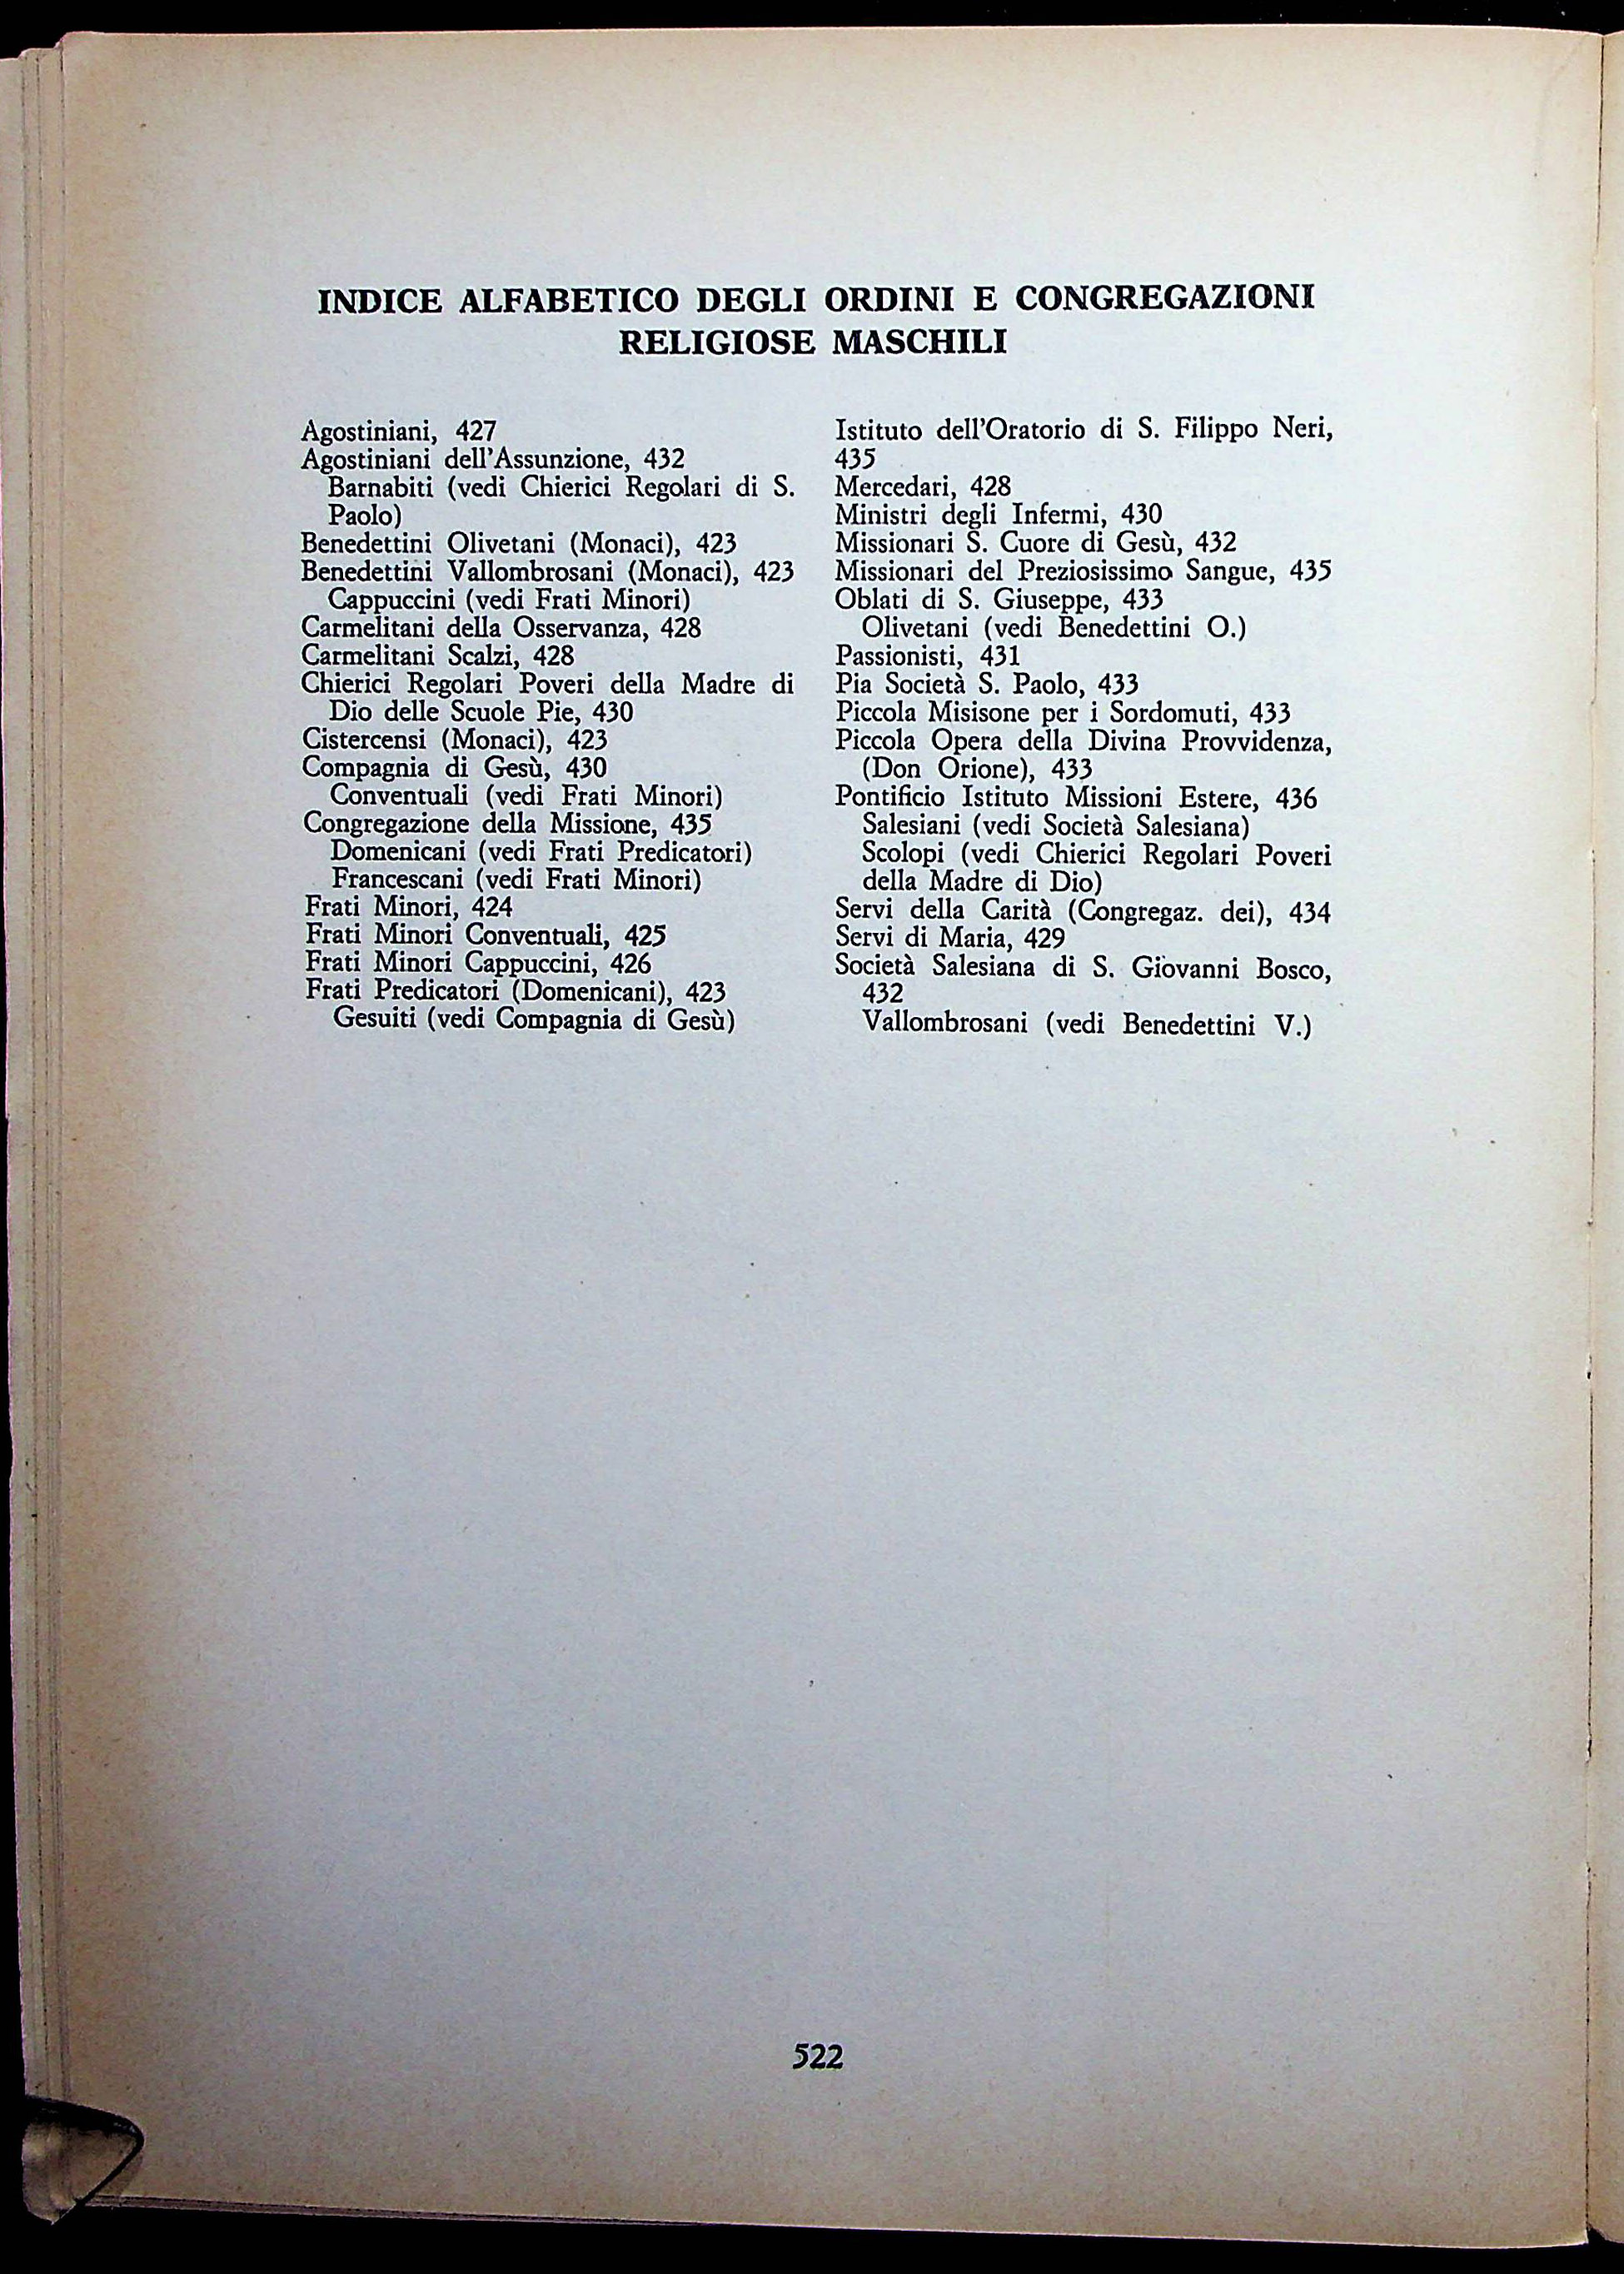 INDICE ALFABETICO DEGLI ORDINI E CONGREGAZIONI
RELIGIOSE MASCHILI
Agostiniani, 427
Agostiniani dell'Assunzione, 432
Barnabiti (vedi Chierici Regolari di S.
Paolo)
Benedettini Olivetani (Monaci), 423
Benedettini Vallombrosani (Monaci), 423
Cappuccini (vedi Frati Minori)
Carmelitani della Osservanza, 428
Carmelitani Scalzi, 428
Chierici Regolari Poveri della Madre di
Dio delle Scuole Pie, 430
Cistercensi (Monaci), 423
Compagnia di Gesù, 430
Conventuali (vedi Frati Minori)
Congregazione della Missione, 435
Domenicani (vedi Frati Predicatori)
Francescani (vedi Frati Minori)
Frati Minori, 424
Frati Minori Conventuali, 425
Frati Minori Cappuccini, 426
Frati Predicatori (Domenicani), 423
Gesuiti (vedi Compagnia di Gesù)
Istituto dell'Oratorio di S. Filippo Neri,
435
Mercedari, 428
Ministri degli Infermi, 430
Missionari S. Cuore di Gesù, 432
Missionari del Preziosissimo Sangue, 435
Oblati di S. Giuseppe, 433
Olivetani (vedi Benedettini O.)
Passionisti, 431
Pia Società S. Paolo, 433
Piccola Misisone per i Sordomuti, 433
Piccola Opera della Divina Provvidenza,
(Don Orione), 433
Pontificio Istituto Missioni Estere, 436
Salesiani (vedi Società Salesiana)
Scolopi (vedi Chierici Regolari Poveri
della Madre di Dio)
Servi della Carità (Congregaz. dei), 434
Servi di Maria, 429
Società Salesiana di S. Giovanni Bosco,
432
Vallombrosani (vedi Benedettini V.)
522